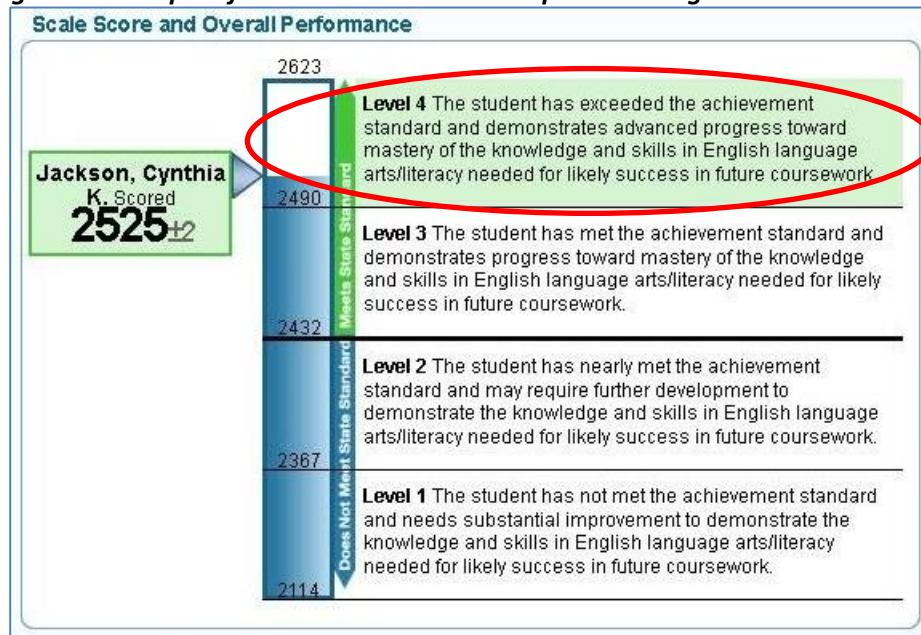 Scale Score and Overall Performance
2623
Level 4 The student has exceeded the achievement
standard and demonstrates advanced progress toward
mastery of the knowledge and skills in English language
arts/literacy needed for likely success in future coursework.
Jackson, Cynthia
K. Scored
2525±2
2490
Level 3 The student has met the achievement standard and
demonstrates progress toward mastery of the knowledge
and skills in English language arts/literacy needed for likely
success in future coursework.
2432
Level 2 The student has nearly met the achievement
standard and may require further development to
demonstrate the knowledge and skills in English language
arts/literacy needed for likely success in future coursework.
2367
Level 1 The student has not met the achievement standard
and needs substantial improvement to demonstrate the
knowledge and skills in English language arts/literacy
needed for likely success in future coursework.
2114
Meets State Standard
Does Not Meet State Standard